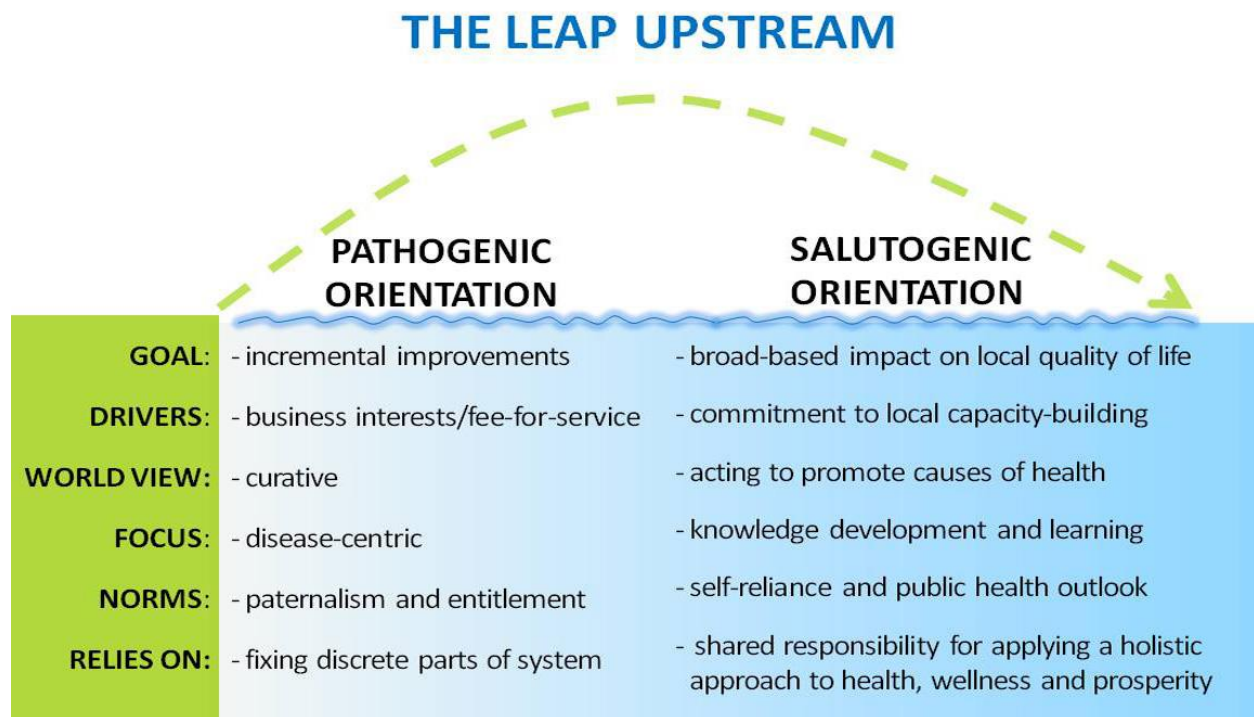 THE LEAP UPSTREAM
PATHOGENIC ORIENTATION
SALUTOGENIC ORIENTATION
GOAL: - incremental improvements - broad-based impact on local quality of life
DRIVERS: - business interests/fee-for-service - commitment to local capacity-building
WORLD VIEW: - curative - acting to promote causes of health
FOCUS: - disease-centric - knowledge development and learning
NORMS: - paternalism and entitlement - self-reliance and public health outlook
RELIES ON: - fixing discrete parts of system - shared responsibility for applying a holistic
approach to health, wellness and prosperity